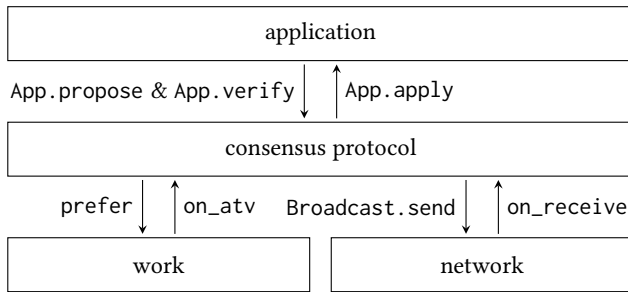 application
App.propose & App.verify App.apply
consensus protocol
prefer on_atv Broadcast.send on_receive
work network